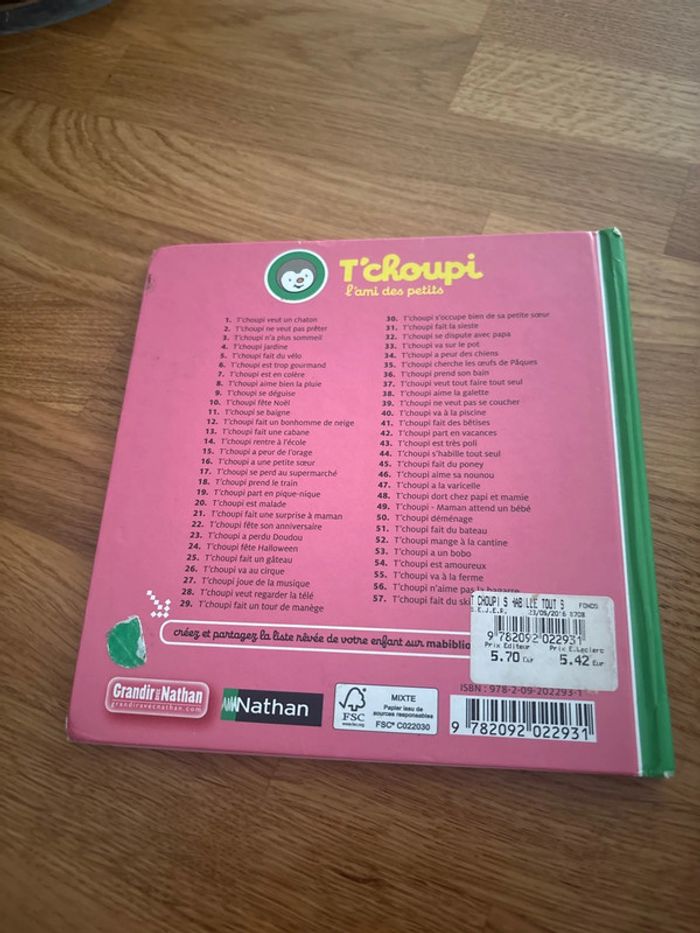 T'choupi
l'ami des petits
1. T'choupi veut un chaton
2. T'choupi ne veut pas prêter
3. T'choupi n'a plus sommeil
4. T'choupi jardine
5. T'choupi fait du vélo
6. T'choupi est trop gourmand
7. T'choupi est en colère
8. T'choupi aime bien la pluie
9. T'choupi se déguise
10. T'choupi fête Noël
11. T'choupi se baigne
12. T'choupi fait un bonhomme de neige
13. T'choupi fait une cabane
14. T'choupi rentre à l'école
15. T'choupi a peur de l'orage
16. T'choupi a une petite sœur
17. T'choupi se perd au supermarché
18. T'choupi prend le train
19. T'choupi part en pique-nique
20. T'choupi est malade
21. T'choupi fait une surprise à maman
22. T'choupi fête son anniversaire
23. T'choupi a perdu Doudou
24. T'choupi fête Halloween
25. T'choupi fait un gâteau
26. T'choupi va au cirque
27. T'choupi joue de la musique
28. T'choupi veut regarder la télé
29. T'choupi fait un tour de manège
30. T'choupi s'occupe bien de sa petite sœur
31. T'choupi fait la sieste
32. T'choupi se dispute avec papa
33. T'choupi va sur le pot
34. T'choupi a peur des chiens
35. T'choupi cherche les œufs de Pâques
36. T'choupi prend son bain
37. T'choupi veut tout faire tout seul
38. T'choupi aime la galette
39. T'choupi ne veut pas se coucher
40. T'choupi va à la piscine
41. T'choupi fait des bêtises
42. T'choupi part en vacances
43. T'choupi est très poli
44. T'choupi s'habille tout seul
45. T'choupi fait du poney
46. T'choupi aime sa nounou
47. T'choupi a la varicelle
48. T'choupi dort chez papi et mamie
49. T'choupi - Maman attend un bébé
50. T'choupi déménage
51. T'choupi fait du bateau
52. T'choupi mange à la cantine
53. T'choupi a un bobo
54. T'choupi est amoureux
55. T'choupi va à la ferme
56. T'choupi n'aime pas la bagarre
57. T'choupi fait du ski
T CHOUPI S HAB LLE TOUT S FONDS
S.E.J.E.R. 23/05/2016 8708
9 782092 022931
Prix Editeur Prix E.Leclerc
5.70 Eur 5.42 Eur
créez et partagez la liste rêvée de votre enfant sur
ISBN : 978-2-09-202293-1
9 782092 022931
Grandir avec Nathan
grandiravecnathan.com
Nathan
FSC
www.fsc.org
MIXTE
Papier issu de
sources responsables
FSC® C022030